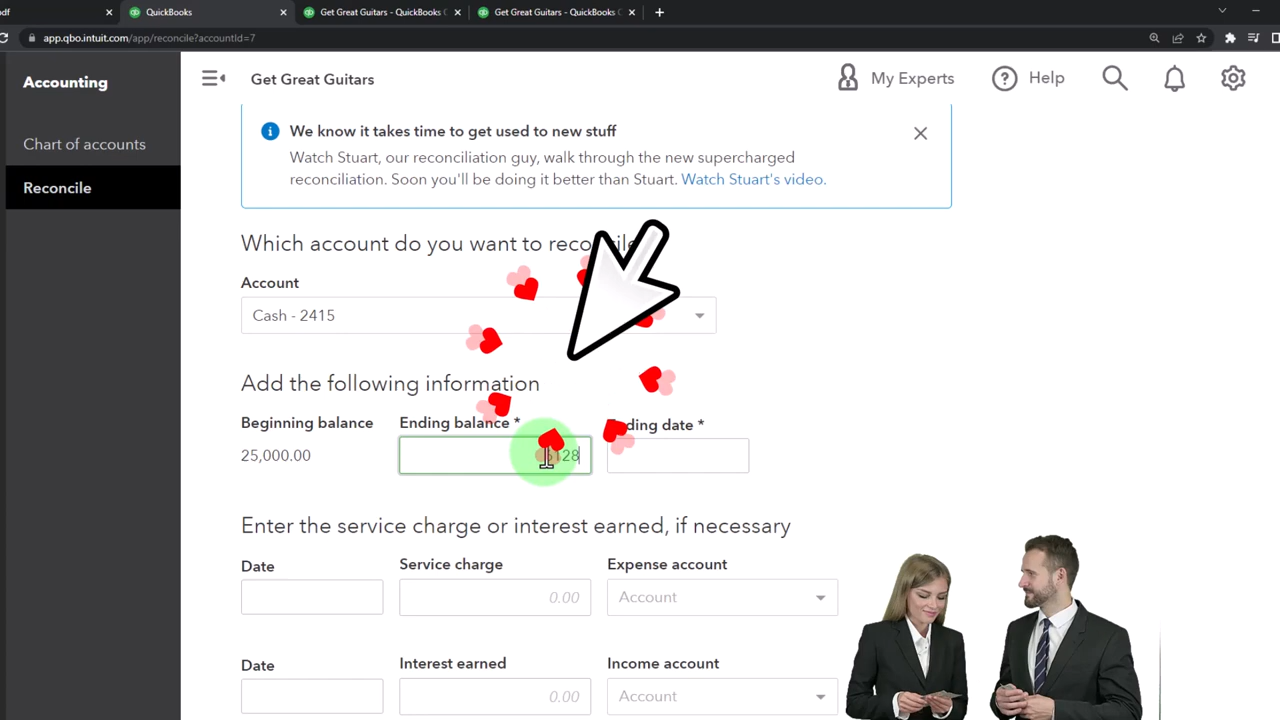 df
QuickBooks
Get Great Guitars - QuickBooks
Get Great Guitars - QuickBooks
app.qbo.intuit.com/app/reconcile?accountId=7
Accounting
Get Great Guitars
My Experts
Help
Chart of accounts
Reconcile
We know it takes time to get used to new stuff
Watch Stuart, our reconciliation guy, walk through the new supercharged
reconciliation. Soon you'll be doing it better than Stuart. Watch Stuart's video.
Which account do you want to reconcile
Account
Cash - 2415
Add the following information
Beginning balance
Ending balance *
ding date *
25,000.00
128
Enter the service charge or interest earned, if necessary
Date
Service charge
Expense account
0.00
Account
Date
Interest earned
Income account
0.00
Account